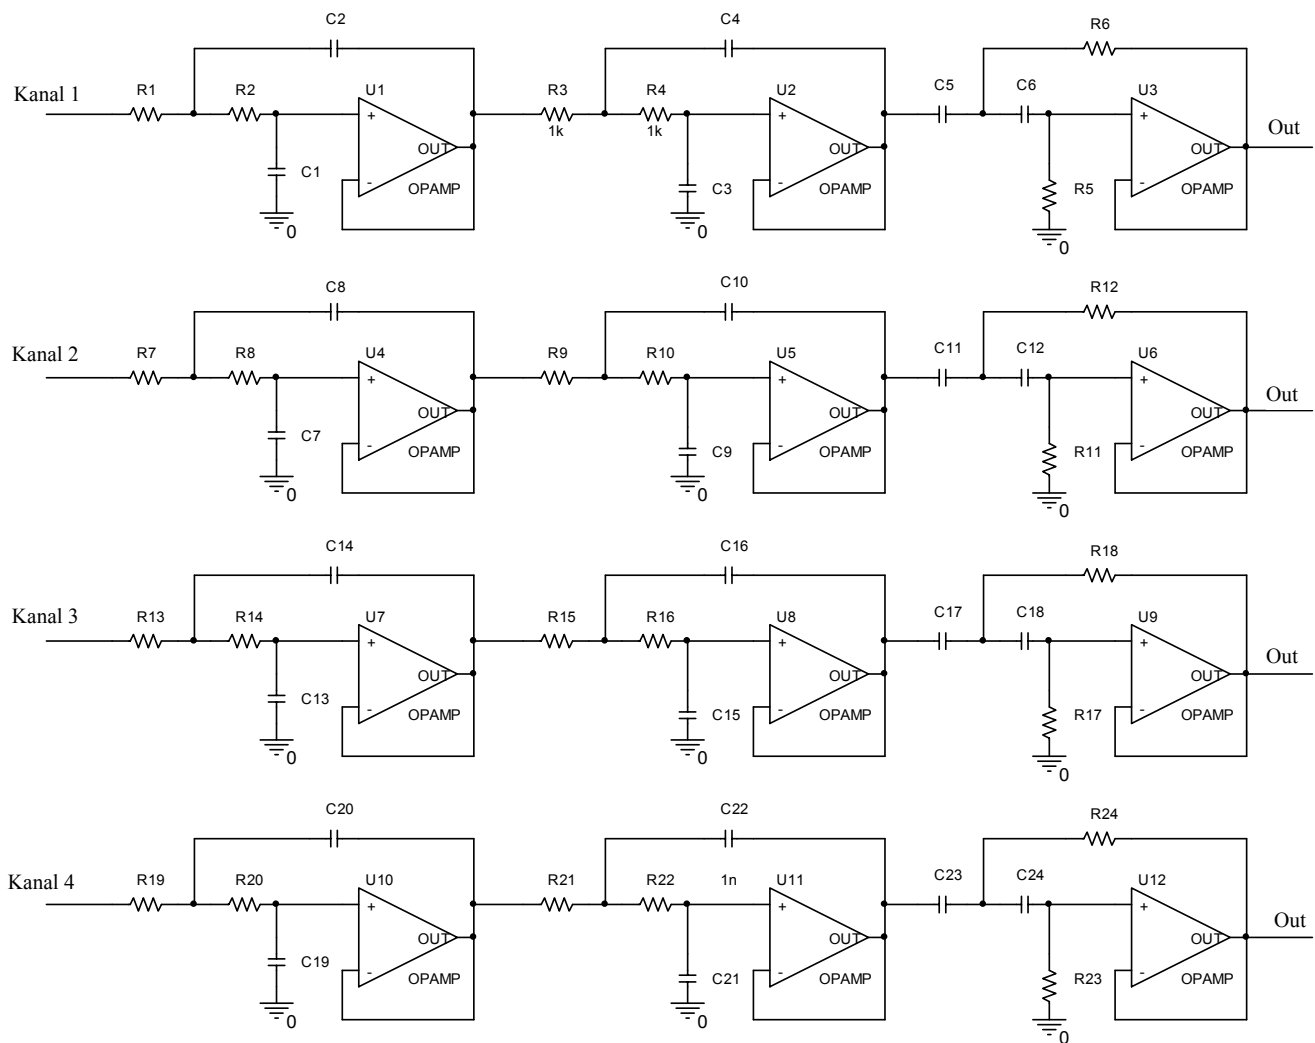 C2 C4 R6
Kanal 1 R1 R2 U1 R3 R4 U2 C5 C6 U3
+ 1k 1k + + Out
OUT OUT OUT
C1 - OPAMP C3 - OPAMP R5 - OPAMP
0 0 0
C8 C10 R12
Kanal 2 R7 R8 U4 R9 R10 U5 C11 C12 U6
+ + + Out
OUT OUT OUT
C7 - OPAMP C9 - OPAMP R11 - OPAMP
0 0 0
C14 C16 R18
Kanal 3 R13 R14 U7 R15 R16 U8 C17 C18 U9
+ + + Out
OUT OUT OUT
C13 - OPAMP C15 - OPAMP R17 - OPAMP
0 0 0
C20 C22 R24
Kanal 4 R19 R20 U10 R21 R22 1n U11 C23 C24 U12
+ + + Out
OUT OUT OUT
C19 - OPAMP C21 - OPAMP R23 - OPAMP
0 0 0